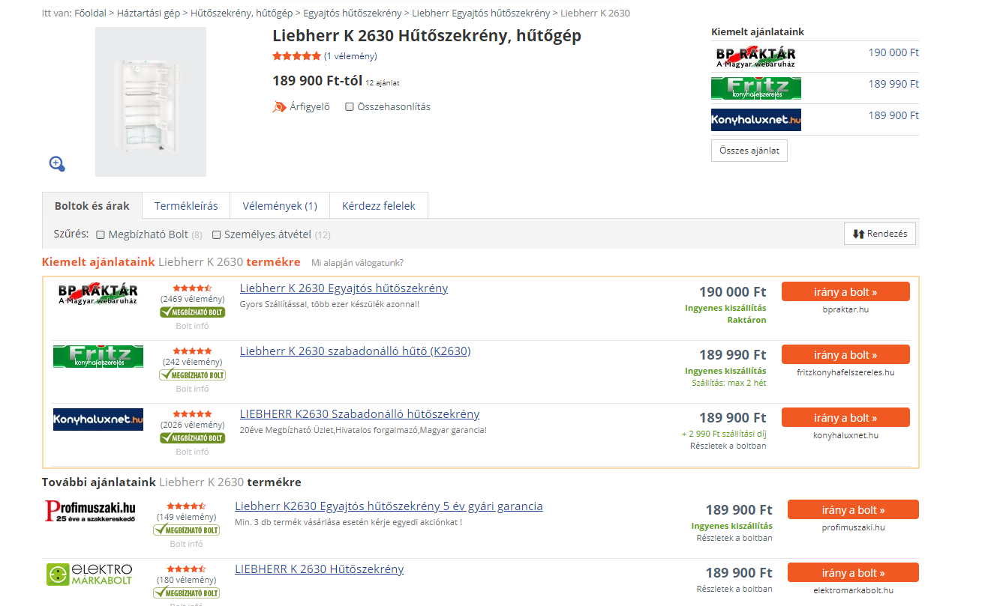 Itt van: Főoldal > Háztartási gép > Hűtőszekrény, hűtőgép > Egyajtós hűtőszekrény > Liebherr Egyajtós hűtőszekrény > Liebherr K 2630
Liebherr K 2630 Hűtőszekrény, hűtőgép
(1 vélemény)
189 900 Ft-tól 12 ajánlat
Árfigyelő Összehasonlítás
Kiemelt ajánlataink
BP RAKTÁR
A Magyar webáruház
190 000 Ft
Fritz
konyhafelszerelés
189 990 Ft
Konyhaluxnet.hu
189 900 Ft
Összes ajánlat
Boltok és árak Termékleírás Vélemények (1) Kérdezz felelek
Szűrés: Megbízható Bolt (8) Személyes átvétel (12) Rendezés
Kiemelt ajánlataink Liebherr K 2630 termékre Mi alapján válogatunk?
BP RAKTÁR
A Magyar webáruház
(2469 vélemény)
MEGBÍZHATÓ BOLT
Bolt infó
Liebherr K 2630 Egyajtós hűtőszekrény
Gyors Szállítással, több ezer készülék azonnal!
190 000 Ft
Ingyenes kiszállítás
Raktáron
irány a bolt »
bpraktar.hu
Fritz
konyhafelszerelés
(242 vélemény)
MEGBÍZHATÓ BOLT
Bolt infó
Liebherr K 2630 szabadonálló hűtő (K2630)
189 990 Ft
Ingyenes kiszállítás
Szállítás: max 2 hét
irány a bolt »
fritzkonyhafelszereles.hu
Konyhaluxnet.hu
(2026 vélemény)
MEGBÍZHATÓ BOLT
Bolt infó
LIEBHERR K2630 Szabadonálló hűtőszekrény
20éve Megbízható Üzlet,Hivatalos forgalmazó,Magyar garancia!
189 900 Ft
+ 2 990 Ft szállítási díj
Részletek a boltban
irány a bolt »
konyhaluxnet.hu
További ajánlataink Liebherr K 2630 termékre
Profimuszaki.hu
25 éve a szakkereskedő
(149 vélemény)
MEGBÍZHATÓ BOLT
Bolt infó
Liebherr K2630 Egyajtós hűtőszekrény 5 év gyári garancia
Min. 3 db termék vásárlása esetén kérje egyedi akciónkat !
189 900 Ft
Ingyenes kiszállítás
Részletek a boltban
irány a bolt »
profimuszaki.hu
ELEKTRO
MÁRKABOLT
(180 vélemény)
MEGBÍZHATÓ BOLT
Bolt infó
LIEBHERR K 2630 Hűtőszekrény
189 900 Ft
Részletek a boltban
irány a bolt »
elektromarkabolt.hu